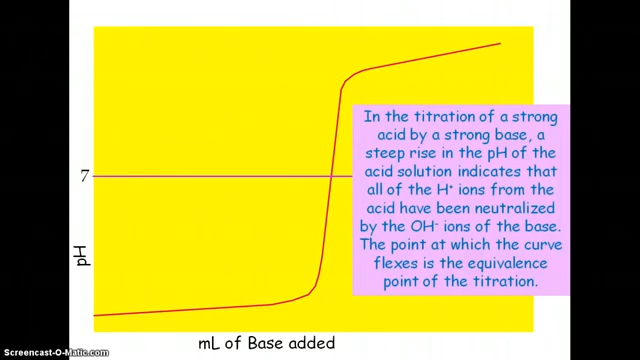 In the titration of a strong
acid by a strong base, a
steep rise in the pH of the
acid solution indicates that
all of the H⁺ ions from the
acid have been neutralized
by the OH⁻ ions of the base.
The point at which the curve
flexes is the equivalence
point of the titration.
7
pH
mL of Base added
Screencast-O-Matic.com